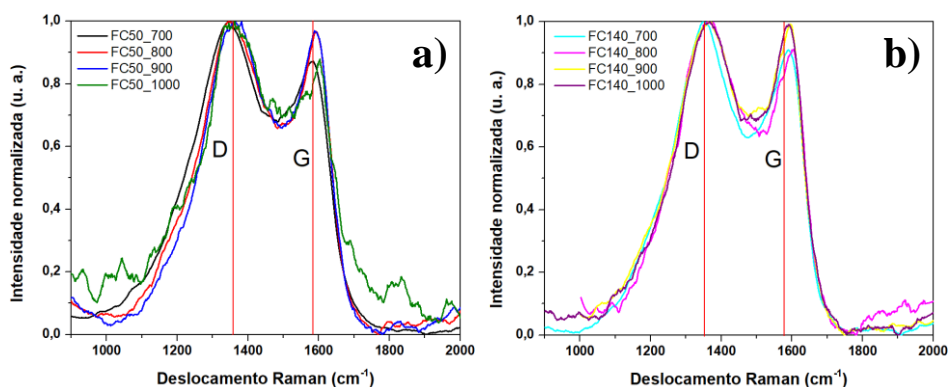 FC50_700
FC50_800
FC50_900
FC50_1000
a)
D
G
Intensidade normalizada (u. a.)
1,0
0,8
0,6
0,4
0,2
0,0
1000 1200 1400 1600 1800 2000
Deslocamento Raman (cm⁻¹)
FC140_700
FC140_800
FC140_900
FC140_1000
b)
D
G
Intensidade normalizada (u. a.)
1,0
0,8
0,6
0,4
0,2
0,0
1000 1200 1400 1600 1800 2000
Deslocamento Raman (cm⁻¹)